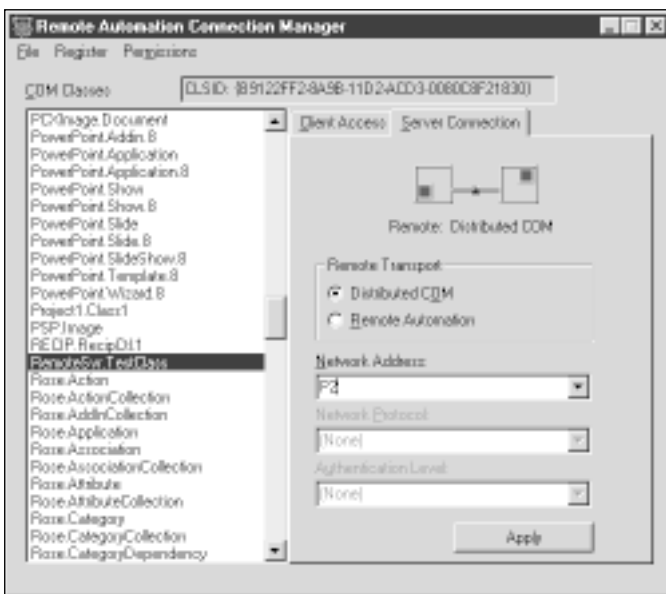 Remote Automation Connection Manager
File Register Permissions
COM Classes
CLSID: {B9122FF2-8A9B-11D2-ACD3-0080C8F21830}
PCXImage.Document
PowerPoint.Addin.8
PowerPoint.Application
PowerPoint.Application.8
PowerPoint.Show
PowerPoint.Show.8
PowerPoint.Slide
PowerPoint.Slide.8
PowerPoint.SlideShow.8
PowerPoint.Template.8
PowerPoint.Wizard.8
Project1.Class1
PSP.Image
RemoteSvr.TestClass
Rose.Action
Rose.ActionCollection
Rose.AddInCollection
Rose.Application
Rose.Association
Rose.AssociationCollection
Rose.Attribute
Rose.AttributeCollection
Rose.Category
Rose.CategoryCollection
Rose.CategoryDependency
Client Access Server Connection
Remote: Distributed COM
Remote Transport
Distributed COM
Remote Automation
Network Address:
P2
Network Protocol:
(None)
Authentication Level:
(None)
Apply